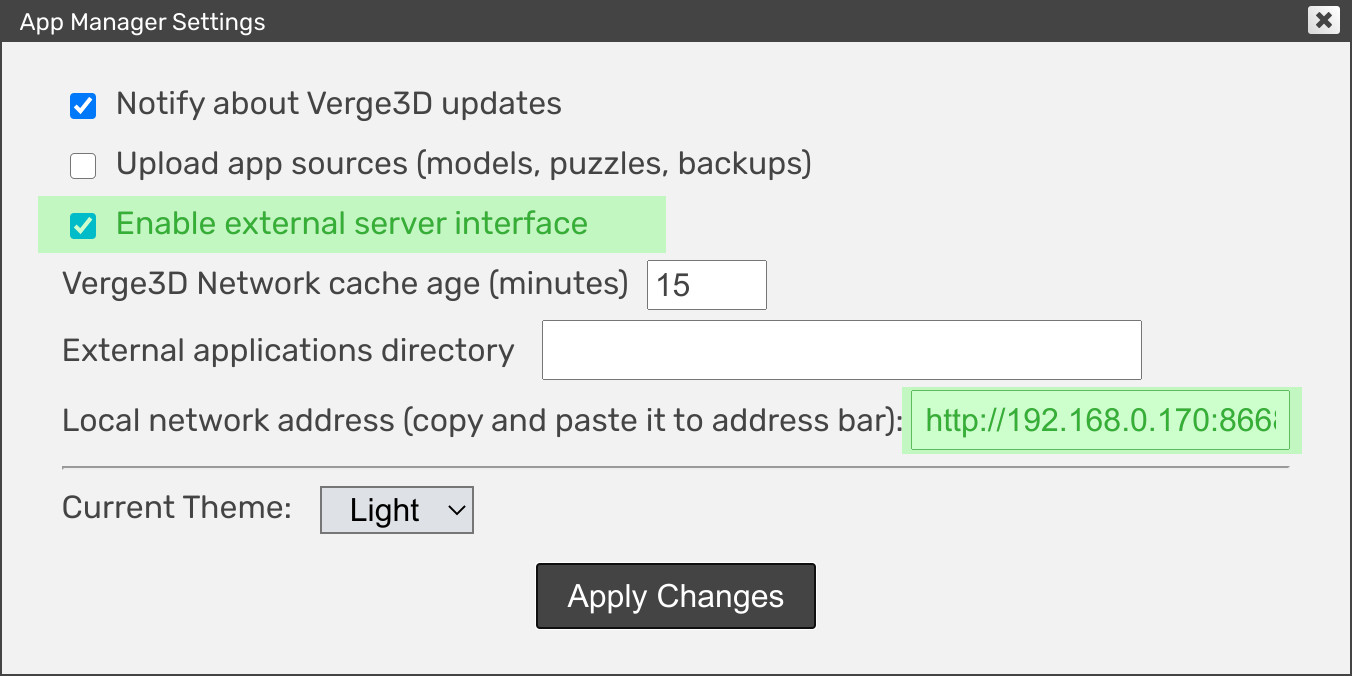 App Manager Settings
Notify about Verge3D updates
Upload app sources (models, puzzles, backups)
Enable external server interface
Verge3D Network cache age (minutes) 15
External applications directory
Local network address (copy and paste it to address bar): http://192.168.0.170:866
Current Theme: Light
Apply Changes